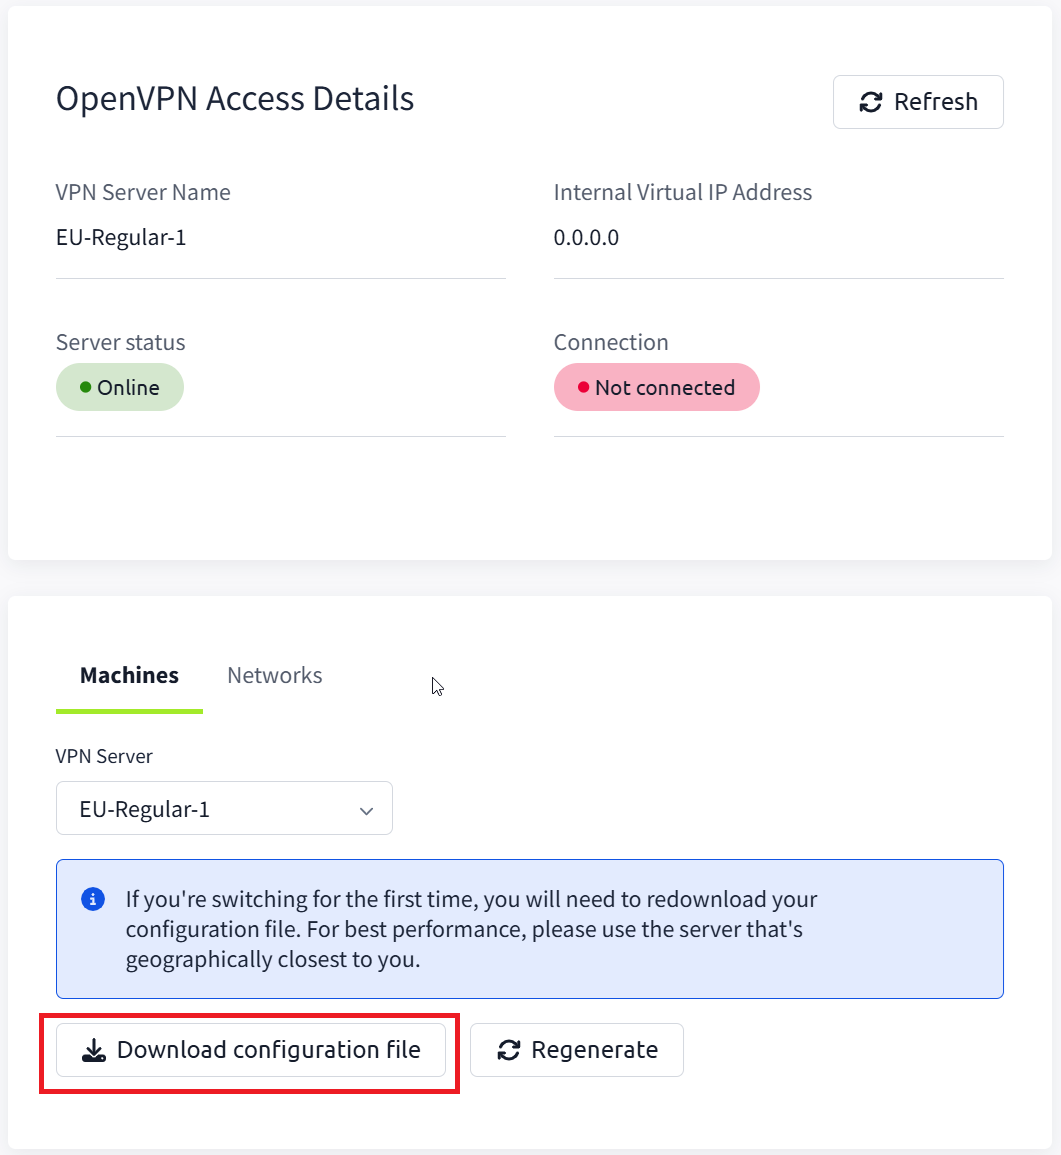 OpenVPN Access Details
Refresh
VPN Server Name
EU-Regular-1
Internal Virtual IP Address
0.0.0.0
Server status
Online
Connection
Not connected
Machines
Networks
VPN Server
EU-Regular-1
If you're switching for the first time, you will need to redownload your
configuration file. For best performance, please use the server that's
geographically closest to you.
Download configuration file
Regenerate